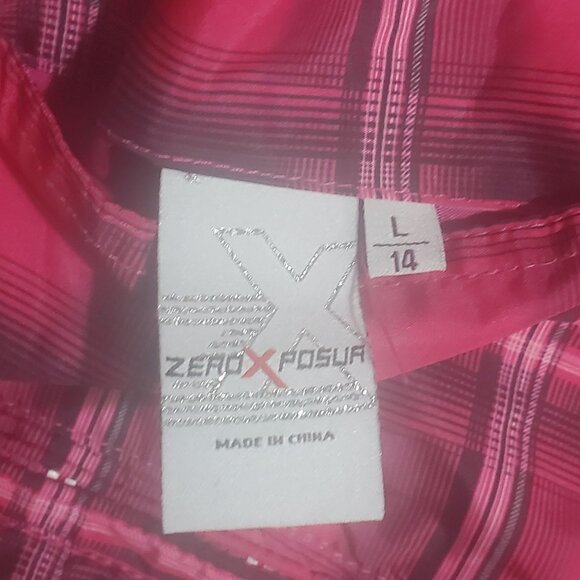 L
14
ZEROXPOSUR
MADE IN CHINA